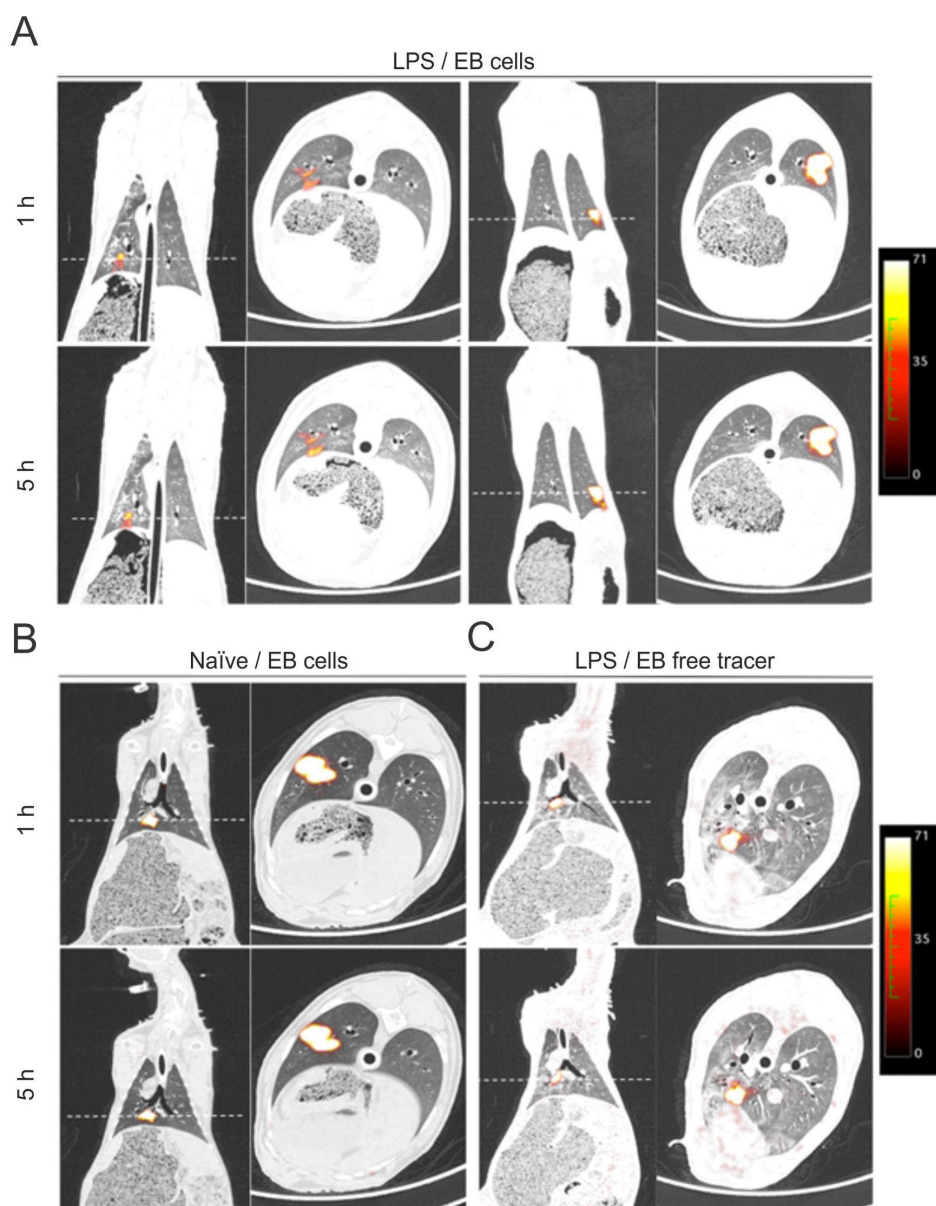 A
LPS / EB cells
1 h
5 h
71
35
0
B
Naïve / EB cells
C
LPS / EB free tracer
1 h
5 h
71
35
0